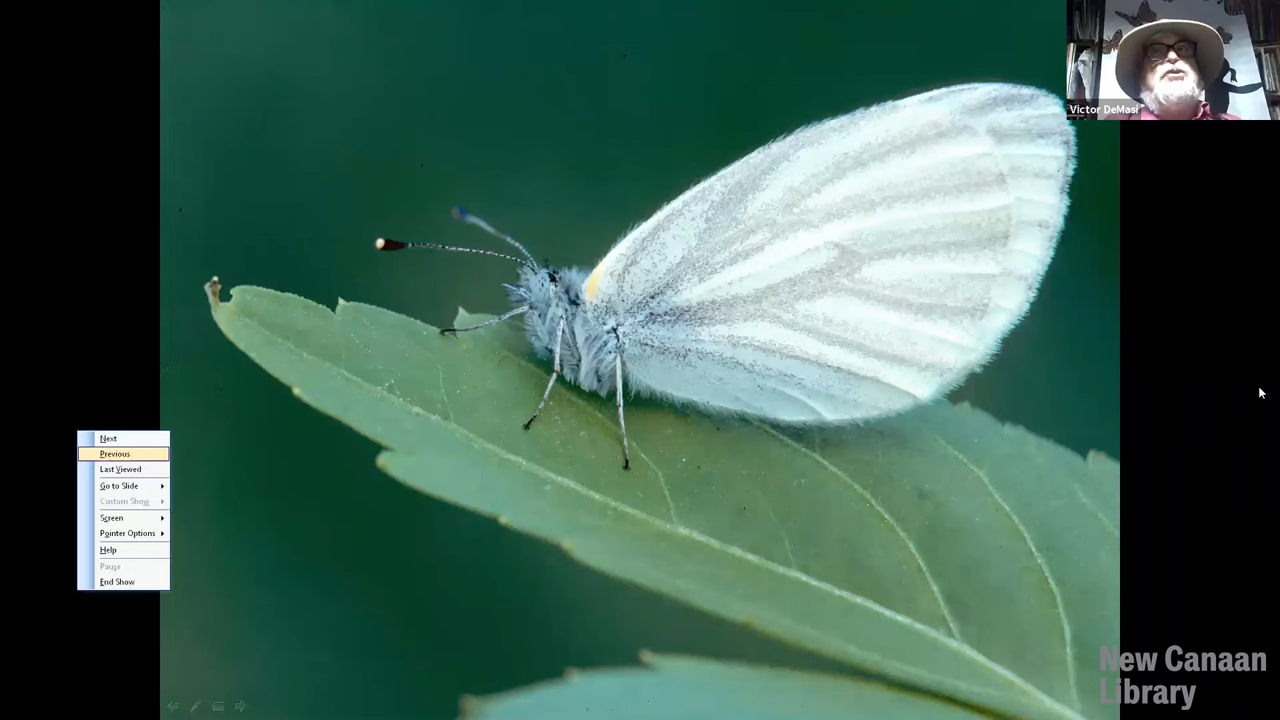 Victor DeMasi
Next
Previous
Last Viewed
Go to Slide
Custom Show
Screen
Pointer Options
Help
Pause
End Show
New Canaan
Library